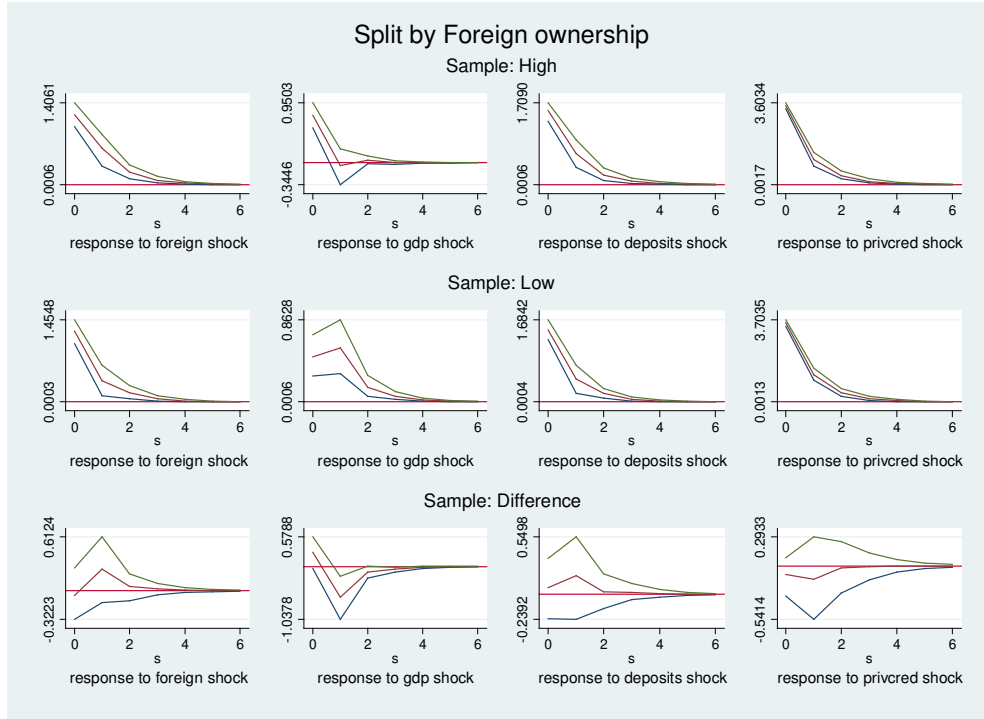 Split by Foreign ownership
Sample: High
1.4061
0.0006
0 2 4 6
s
response to foreign shock
0.9503
-0.3446
0 2 4 6
s
response to gdp shock
1.7090
0.0006
0 2 4 6
s
response to deposits shock
3.6034
0.0017
0 2 4 6
s
response to privcred shock
Sample: Low
1.4548
0.0003
0 2 4 6
s
response to foreign shock
0.8628
0.0006
0 2 4 6
s
response to gdp shock
1.6842
0.0004
0 2 4 6
s
response to deposits shock
3.7035
0.0013
0 2 4 6
s
response to privcred shock
Sample: Difference
0.6124
-0.3223
0 2 4 6
s
response to foreign shock
0.5788
-1.0378
0 2 4 6
s
response to gdp shock
0.5498
-0.2392
0 2 4 6
s
response to deposits shock
0.2933
-0.5414
0 2 4 6
s
response to privcred shock